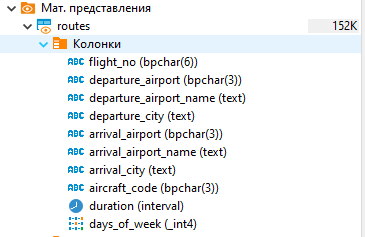 Мат. представления
routes 152K
Колонки
flight_no (bpchar(6))
departure_airport (bpchar(3))
departure_airport_name (text)
departure_city (text)
arrival_airport (bpchar(3))
arrival_airport_name (text)
arrival_city (text)
aircraft_code (bpchar(3))
duration (interval)
days_of_week (_int4)